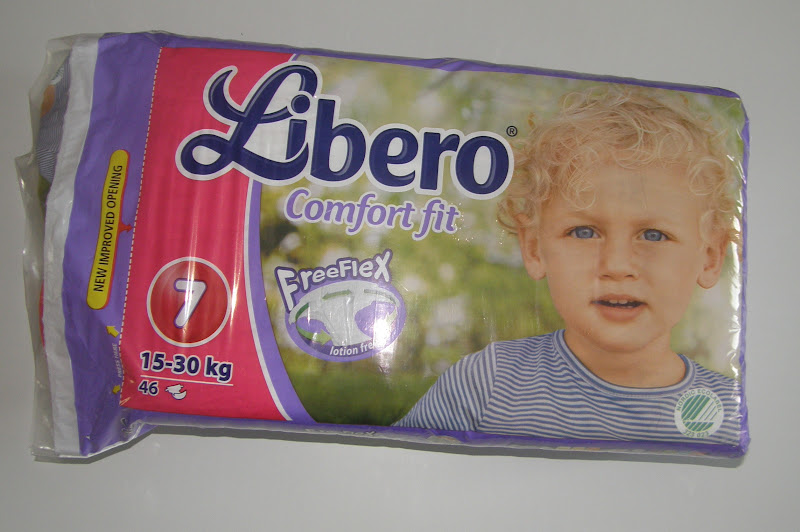 Libero®
Comfort fit
NEW IMPROVED OPENING
FreeFlex
lotion free
7
15-30 kg
46